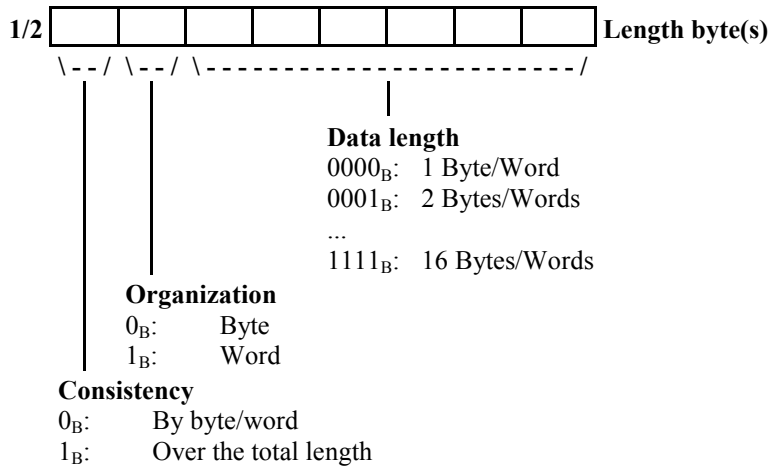 1/2 Length byte(s)
\--/ \--/ \-----------------------/
Data length
0000B: 1 Byte/Word
0001B: 2 Bytes/Words
...
1111B: 16 Bytes/Words
Organization
0B: Byte
1B: Word
Consistency
0B: By byte/word
1B: Over the total length